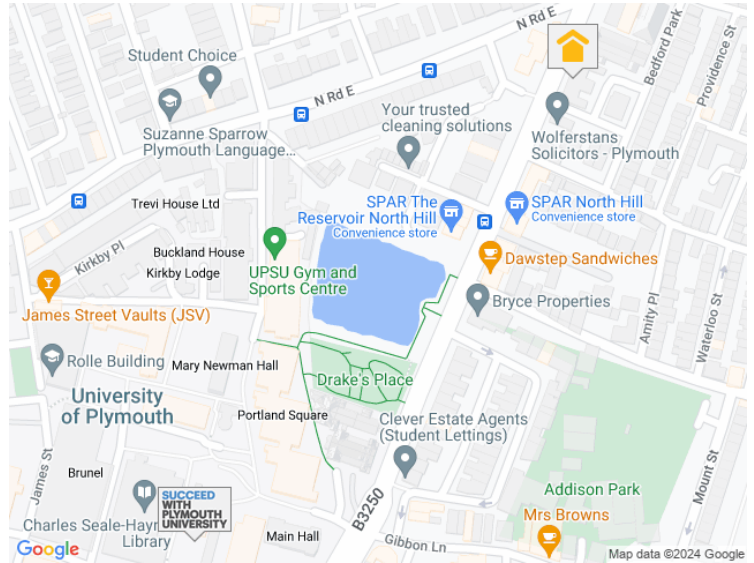 N Rd E
Student Choice
N Rd E
Bedford Park
Providence St
Your trusted
cleaning solutions
Suzanne Sparrow
Plymouth Language...
Wolferstans
Solicitors - Plymouth
Trevi House Ltd
SPAR The
Reservoir North Hill
Convenience store
SPAR North Hill
Convenience store
Kirkby Pl
Buckland House
Kirkby Lodge
UPSU Gym and
Sports Centre
Dawstep Sandwiches
James Street Vaults (JSV)
Bryce Properties
Amity Pl
Waterloo St
Rolle Building
Mary Newman Hall
Drake's Place
University
of Plymouth
Portland Square
Clever Estate Agents
(Student Lettings)
James St
Brunel
Mount St
Addison Park
SUCCEED
WITH
PLYMOUTH
UNIVERSITY
Charles Seale-Hayn
Library
B3250
Mrs Browns
Main Hall
Gibbon Ln
Google
Map data ©2024 Google